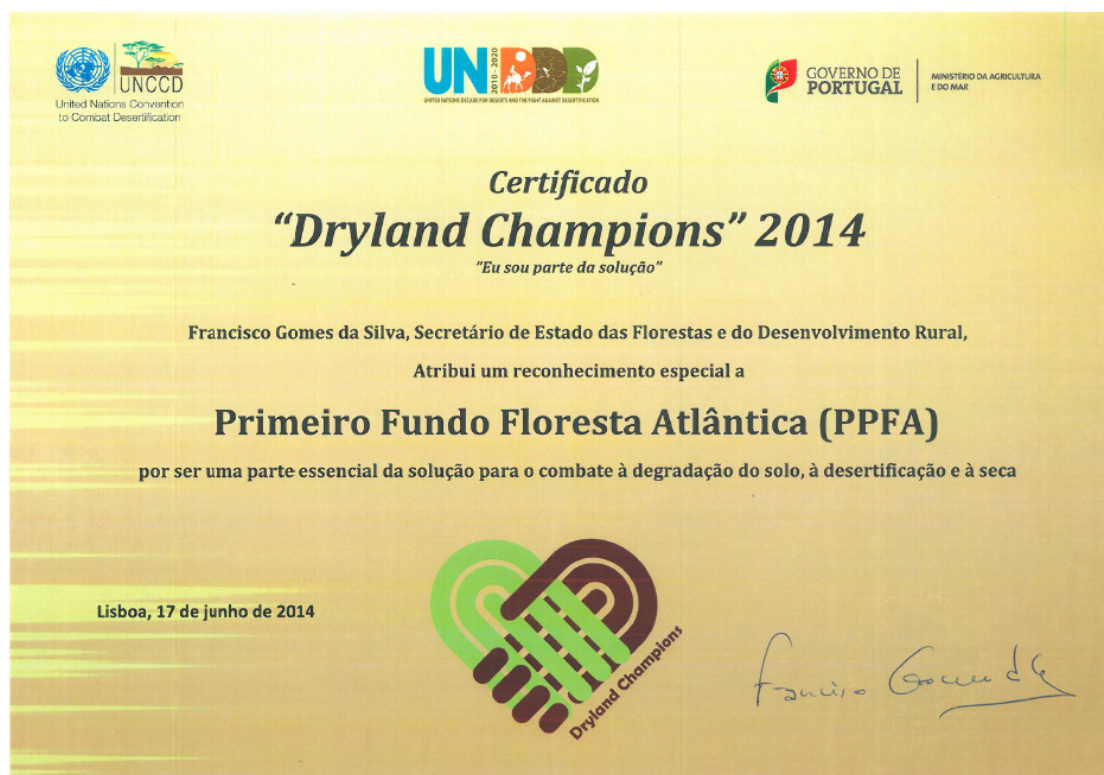 UNCCD
United Nations Convention
to Combat Desertification
UNDDD
2010 - 2020
UNITED NATIONS DECADE FOR DESERTS AND THE FIGHT AGAINST DESERTIFICATION
GOVERNO DE
PORTUGAL
MINISTÉRIO DA AGRICULTURA
E DO MAR
Certificado
“Dryland Champions” 2014
"Eu sou parte da solução"
Francisco Gomes da Silva, Secretário de Estado das Florestas e do Desenvolvimento Rural,
Atribui um reconhecimento especial a
Primeiro Fundo Floresta Atlântica (PPFA)
por ser uma parte essencial da solução para o combate à degradação do solo, à desertificação e à seca
Lisboa, 17 de junho de 2014
Dryland Champions